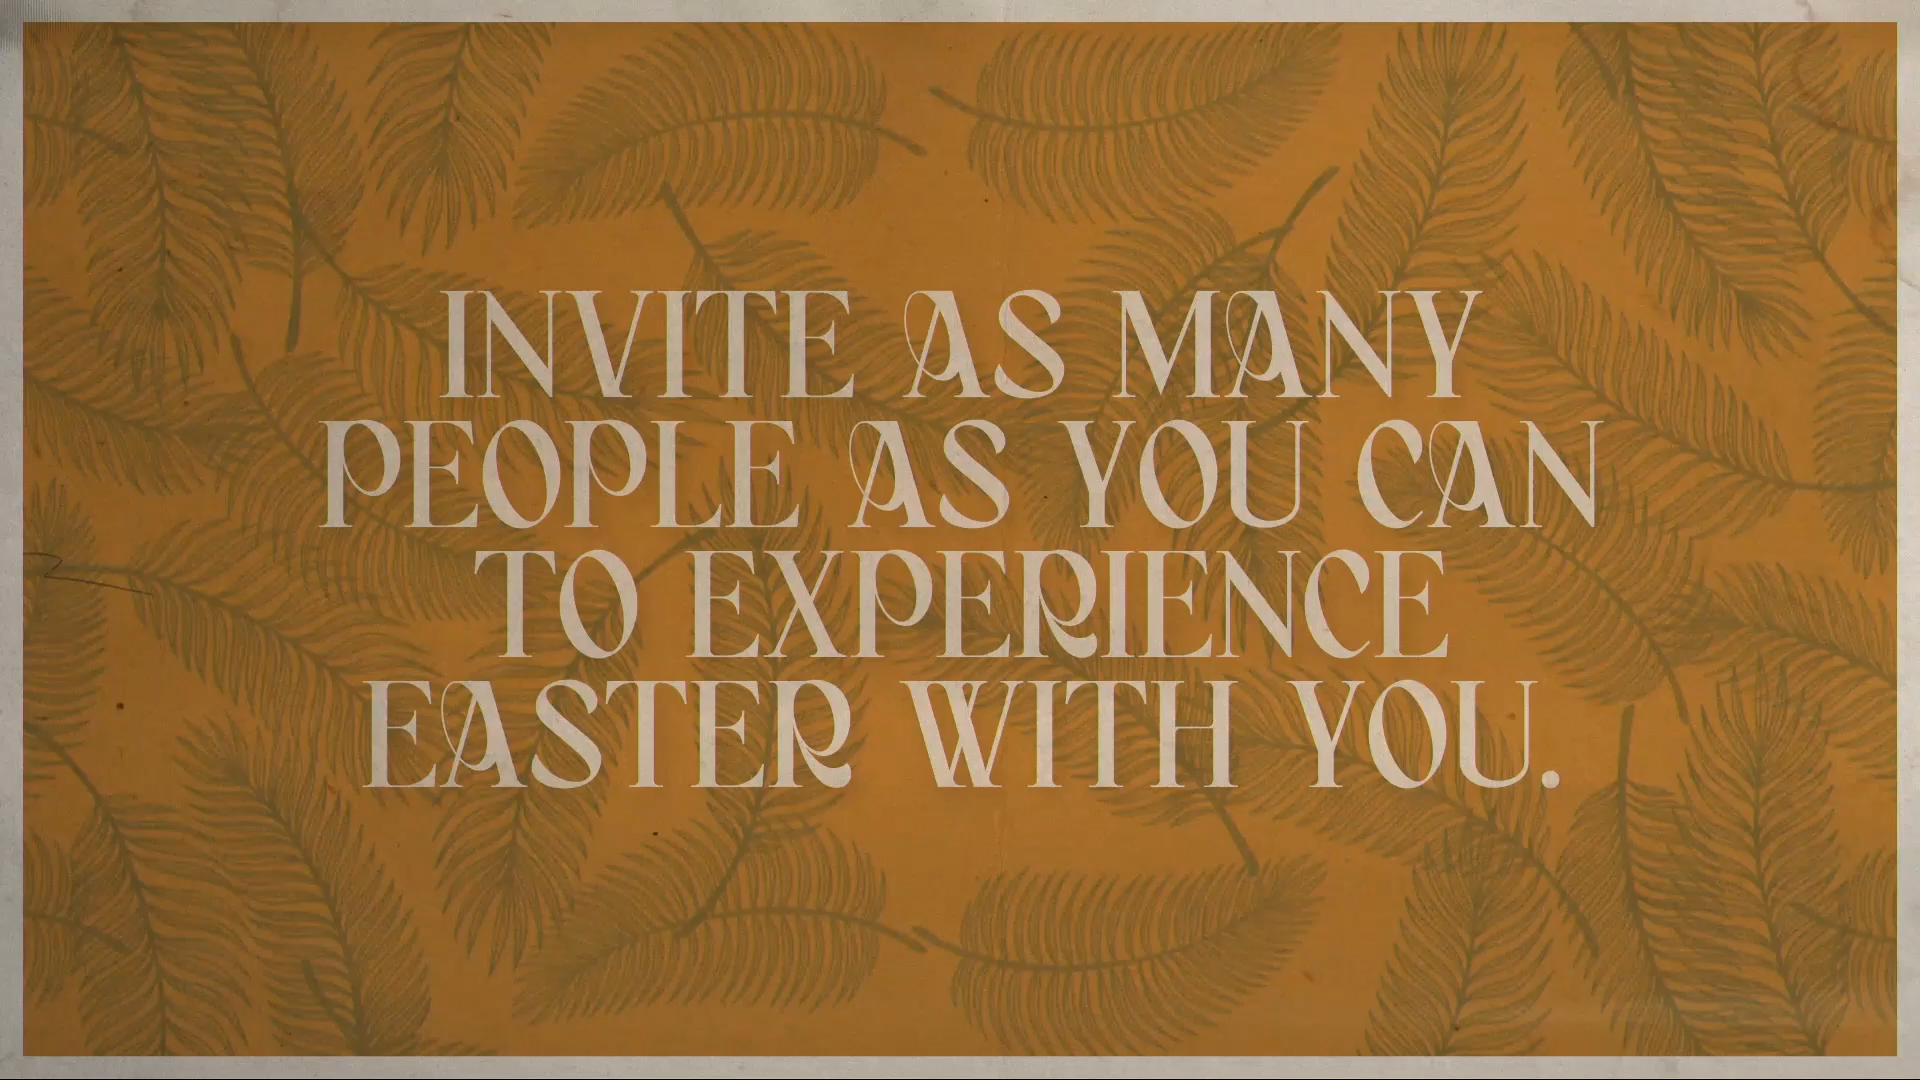 INVITE AS MANY
PEOPLE AS YOU CAN
TO EXPERIENCE
EASTER WITH YOU.